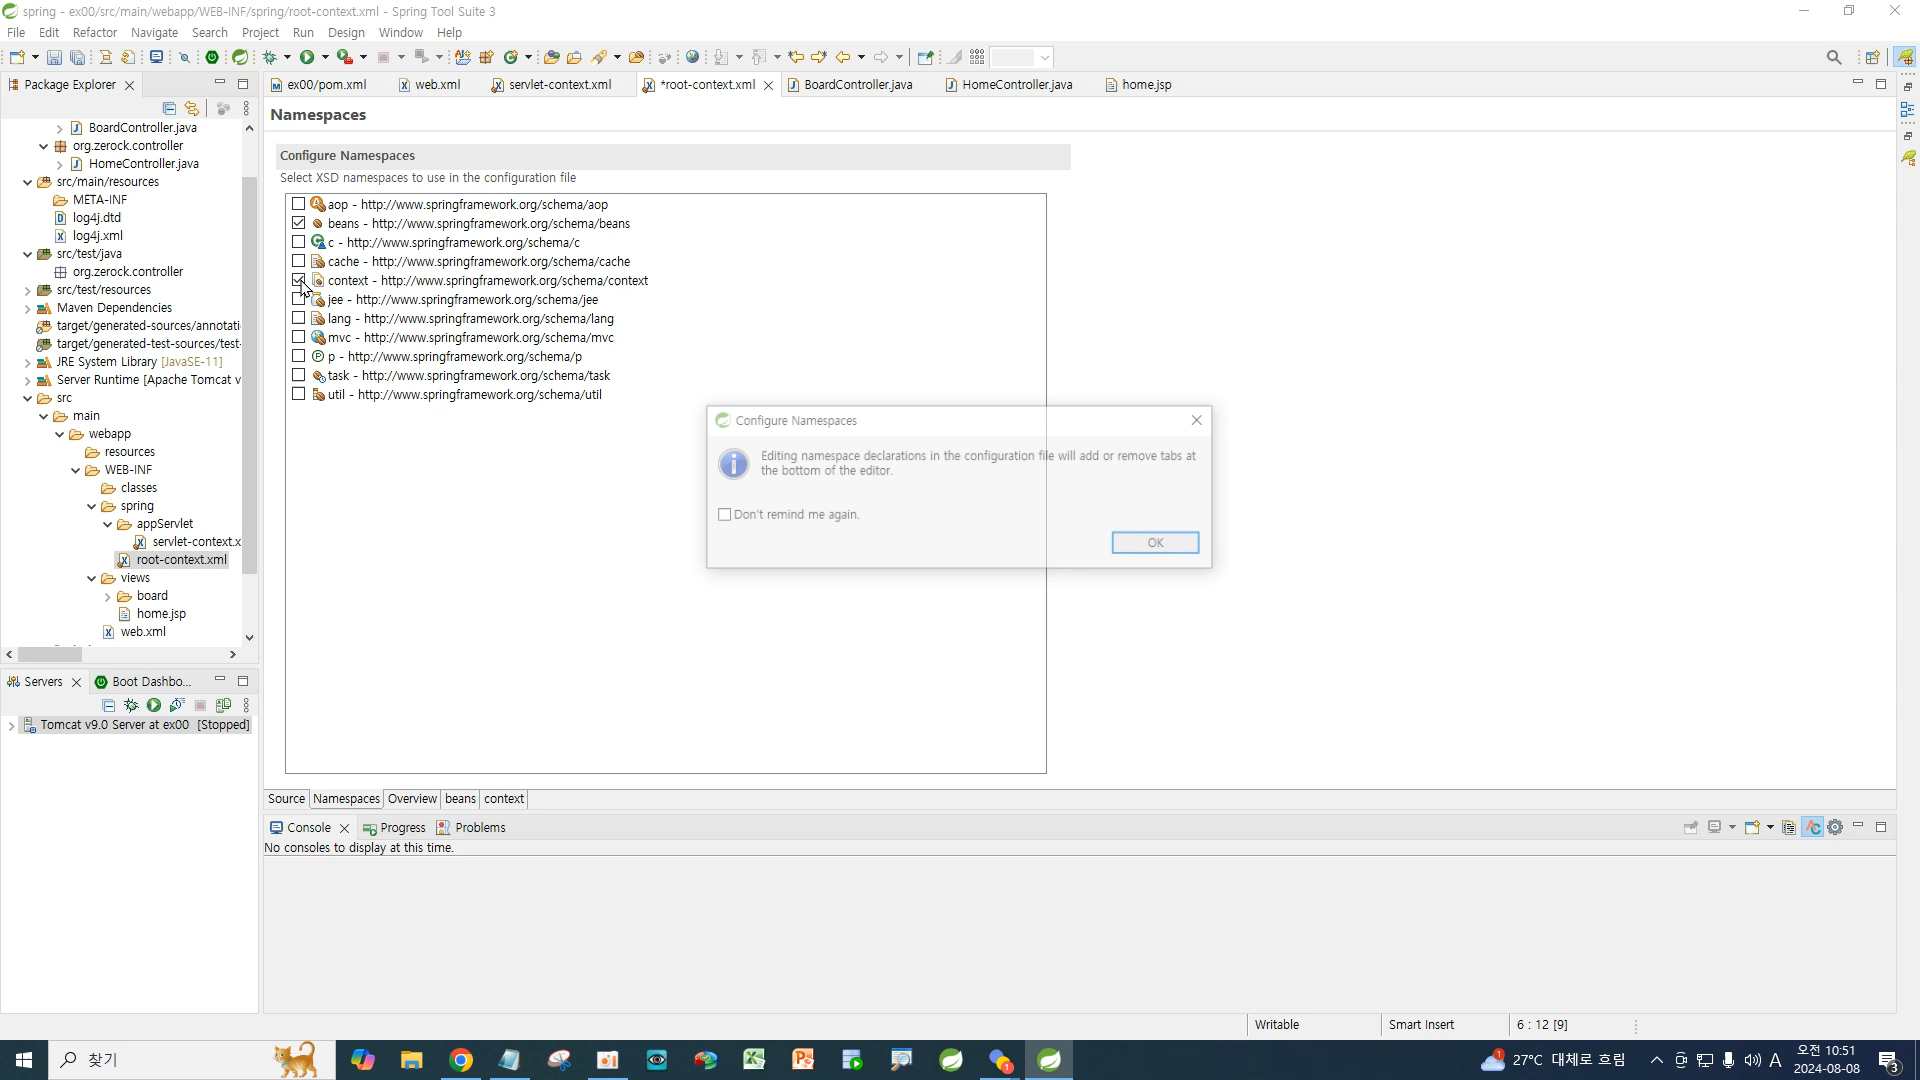 spring - ex00/src/main/webapp/WEB-INF/spring/root-context.xml - Spring Tool Suite 3
File Edit Refactor Navigate Search Project Run Design Window Help
Package Explorer
ex00/pom.xml web.xml servlet-context.xml *root-context.xml BoardController.java HomeController.java home.jsp
Namespaces
Configure Namespaces
Select XSD namespaces to use in the configuration file
aop - http://www.springframework.org/schema/aop
beans - http://www.springframework.org/schema/beans
c - http://www.springframework.org/schema/c
cache - http://www.springframework.org/schema/cache
context - http://www.springframework.org/schema/context
jee - http://www.springframework.org/schema/jee
lang - http://www.springframework.org/schema/lang
mvc - http://www.springframework.org/schema/mvc
p - http://www.springframework.org/schema/p
task - http://www.springframework.org/schema/task
util - http://www.springframework.org/schema/util
Configure Namespaces
Editing namespace declarations in the configuration file will add or remove tabs at
the bottom of the editor.
Don't remind me again.
OK
BoardController.java
org.zerock.controller
HomeController.java
src/main/resources
META-INF
log4j.dtd
log4j.xml
src/test/java
org.zerock.controller
src/test/resources
Maven Dependencies
target/generated-sources/annotati
target/generated-test-sources/test-
JRE System Library [JavaSE-11]
Server Runtime [Apache Tomcat v
src
main
webapp
resources
WEB-INF
classes
spring
appServlet
servlet-context.x
root-context.xml
views
board
home.jsp
web.xml
Servers Boot Dashbo...
Tomcat v9.0 Server at ex00 [Stopped]
Source Namespaces Overview beans context
Console Progress Problems
No consoles to display at this time.
Writable Smart Insert 6 : 12 [9]
찾기
27°C 대체로 흐림
A
오전 10:51
2024-08-08
3